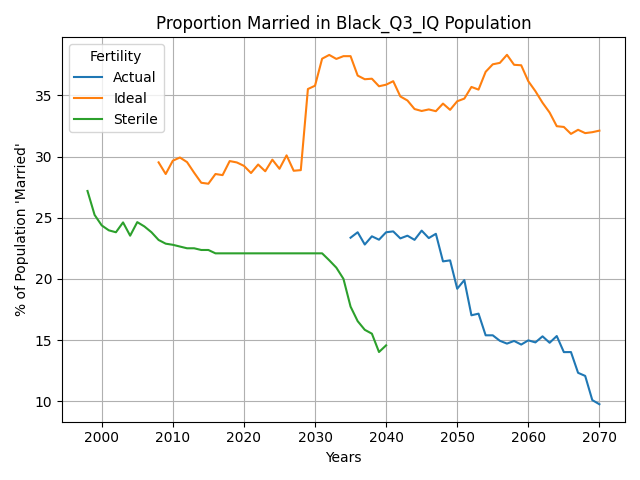 Proportion Married in Black_Q3_IQ Population
Fertility
Actual
Ideal
Sterile
% of Population 'Married'
35
30
25
20
15
10
2000 2010 2020 2030 2040 2050 2060 2070
Years